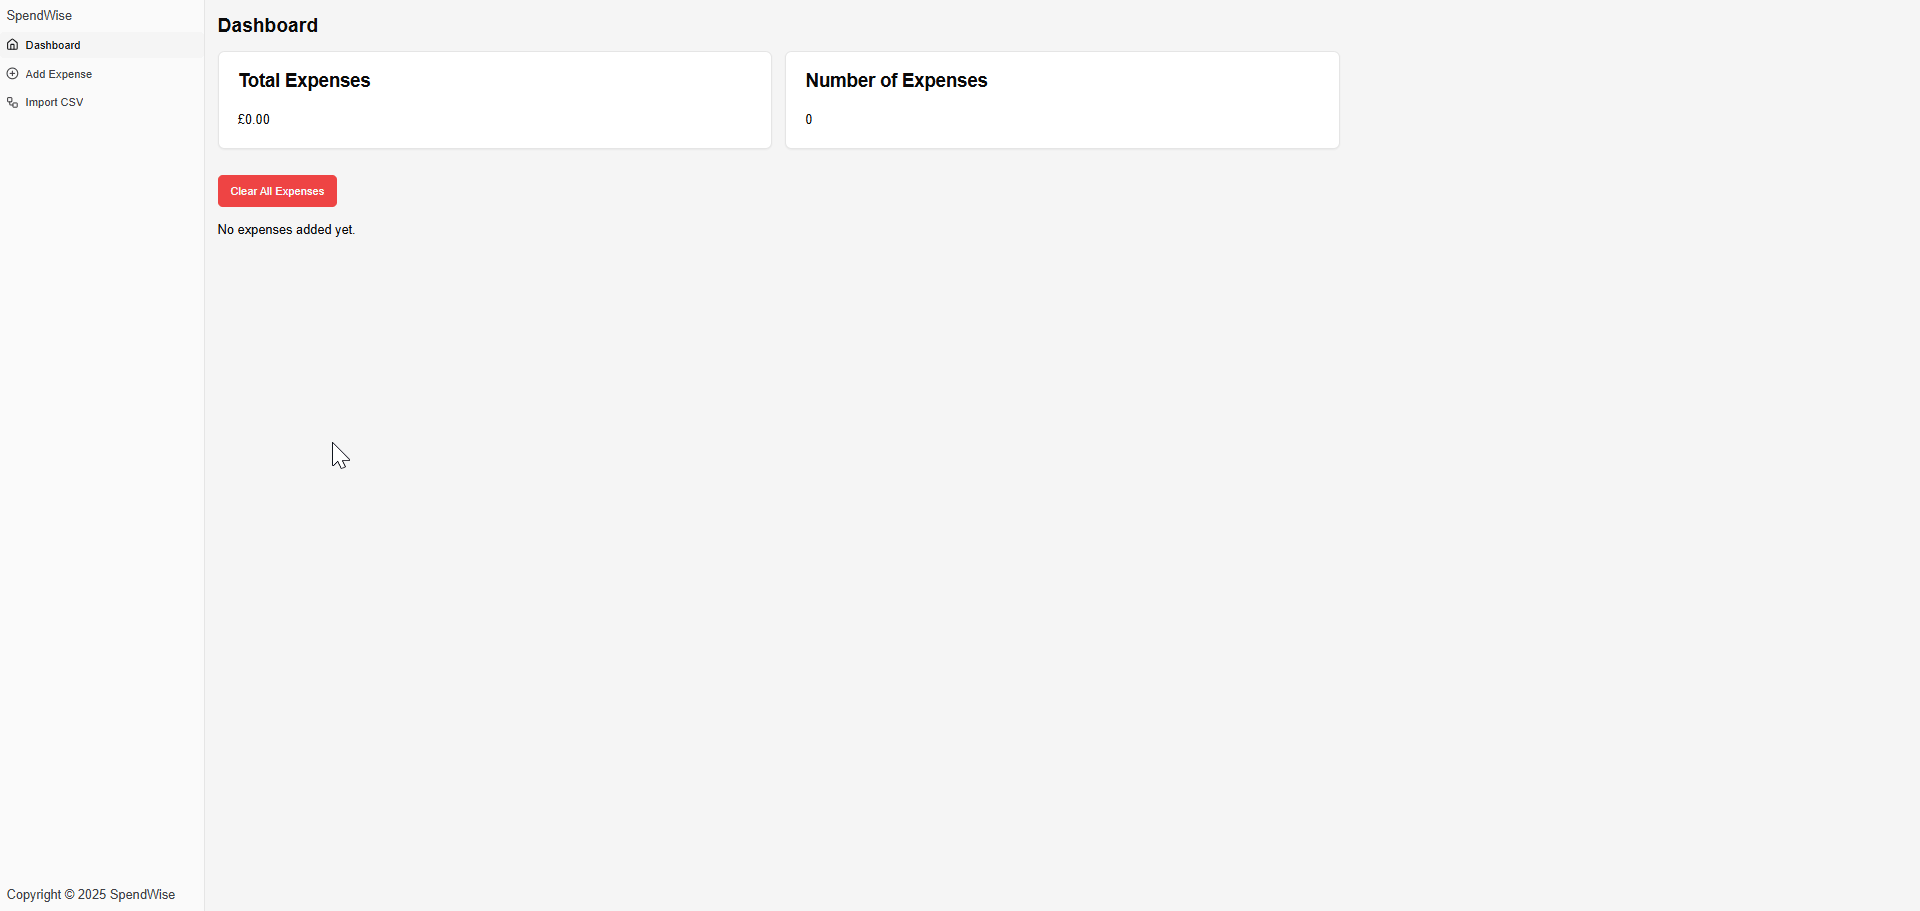 SpendWise
Dashboard
Add Expense
Import CSV
Copyright © 2025 SpendWise
Dashboard
Total Expenses
£0.00
Number of Expenses
0
Clear All Expenses
No expenses added yet.